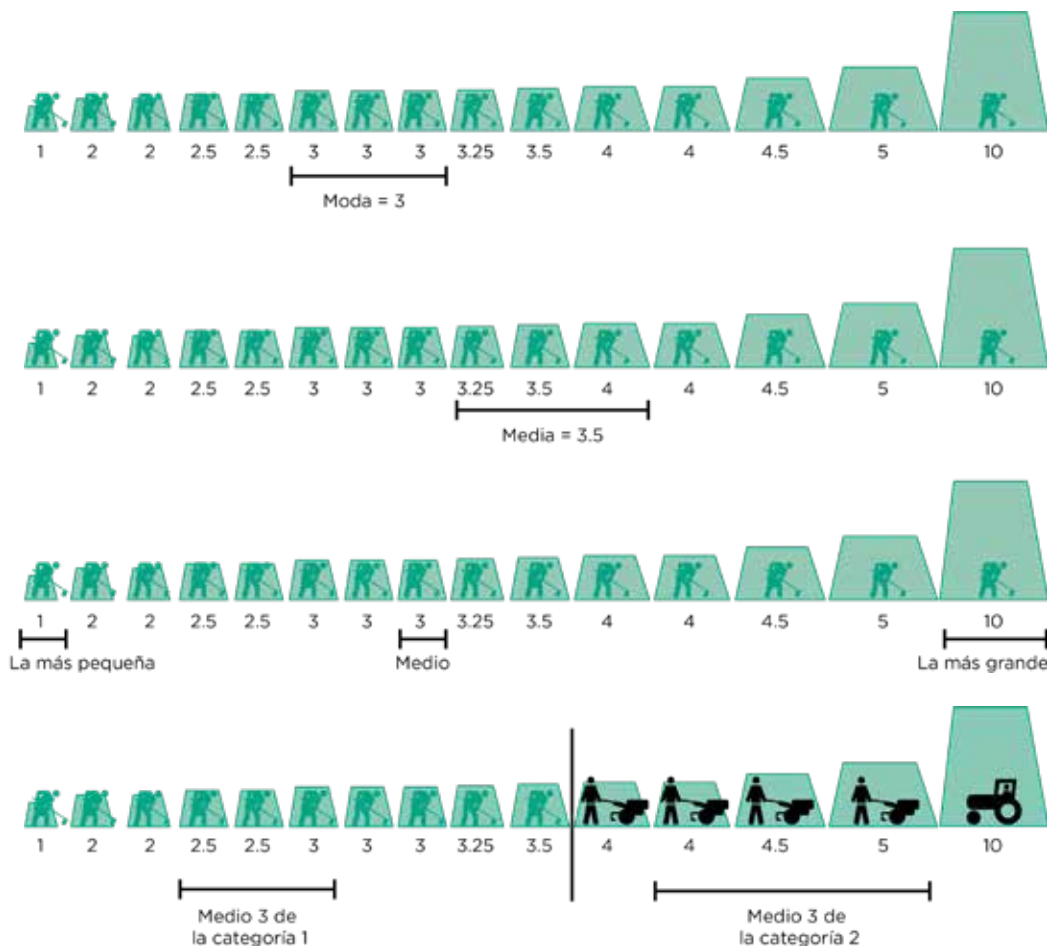 1 2 2 2.5 2.5 3 3 3 3.25 3.5 4 4 4.5 5 10
Moda = 3
1 2 2 2.5 2.5 3 3 3 3.25 3.5 4 4 4.5 5 10
Media = 3.5
1 2 2 2.5 2.5 3 3 3 3.25 3.5 4 4 4.5 5 10
La más pequeña Medio La más grande
1 2 2 2.5 2.5 3 3 3 3.25 3.5 4 4 4.5 5 10
Medio 3 de
la categoría 1
Medio 3 de
la categoría 2